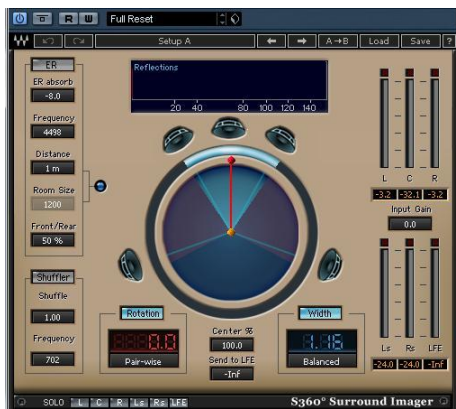 R W Full Reset
Setup A A→B Load Save ?
ER
ER absorb
-8.0
Frequency
4498
Distance
1 m
Room Size
1200
Front/Rear
50 %
Shuffler
Shuffle
1.00
Frequency
702
Reflections
20 40 80 100 120 140
Rotation
0.0
Pair-wise
Center %
100.0
Send to LFE
-Inf
Width
1.16
Balanced
L C R
-3.2 -32.1 -3.2
Input Gain
0.0
Ls Rs LFE
-24.0 -24.0 -Inf
SOLO L C R Ls Rs LFE
S360° Surround Imager